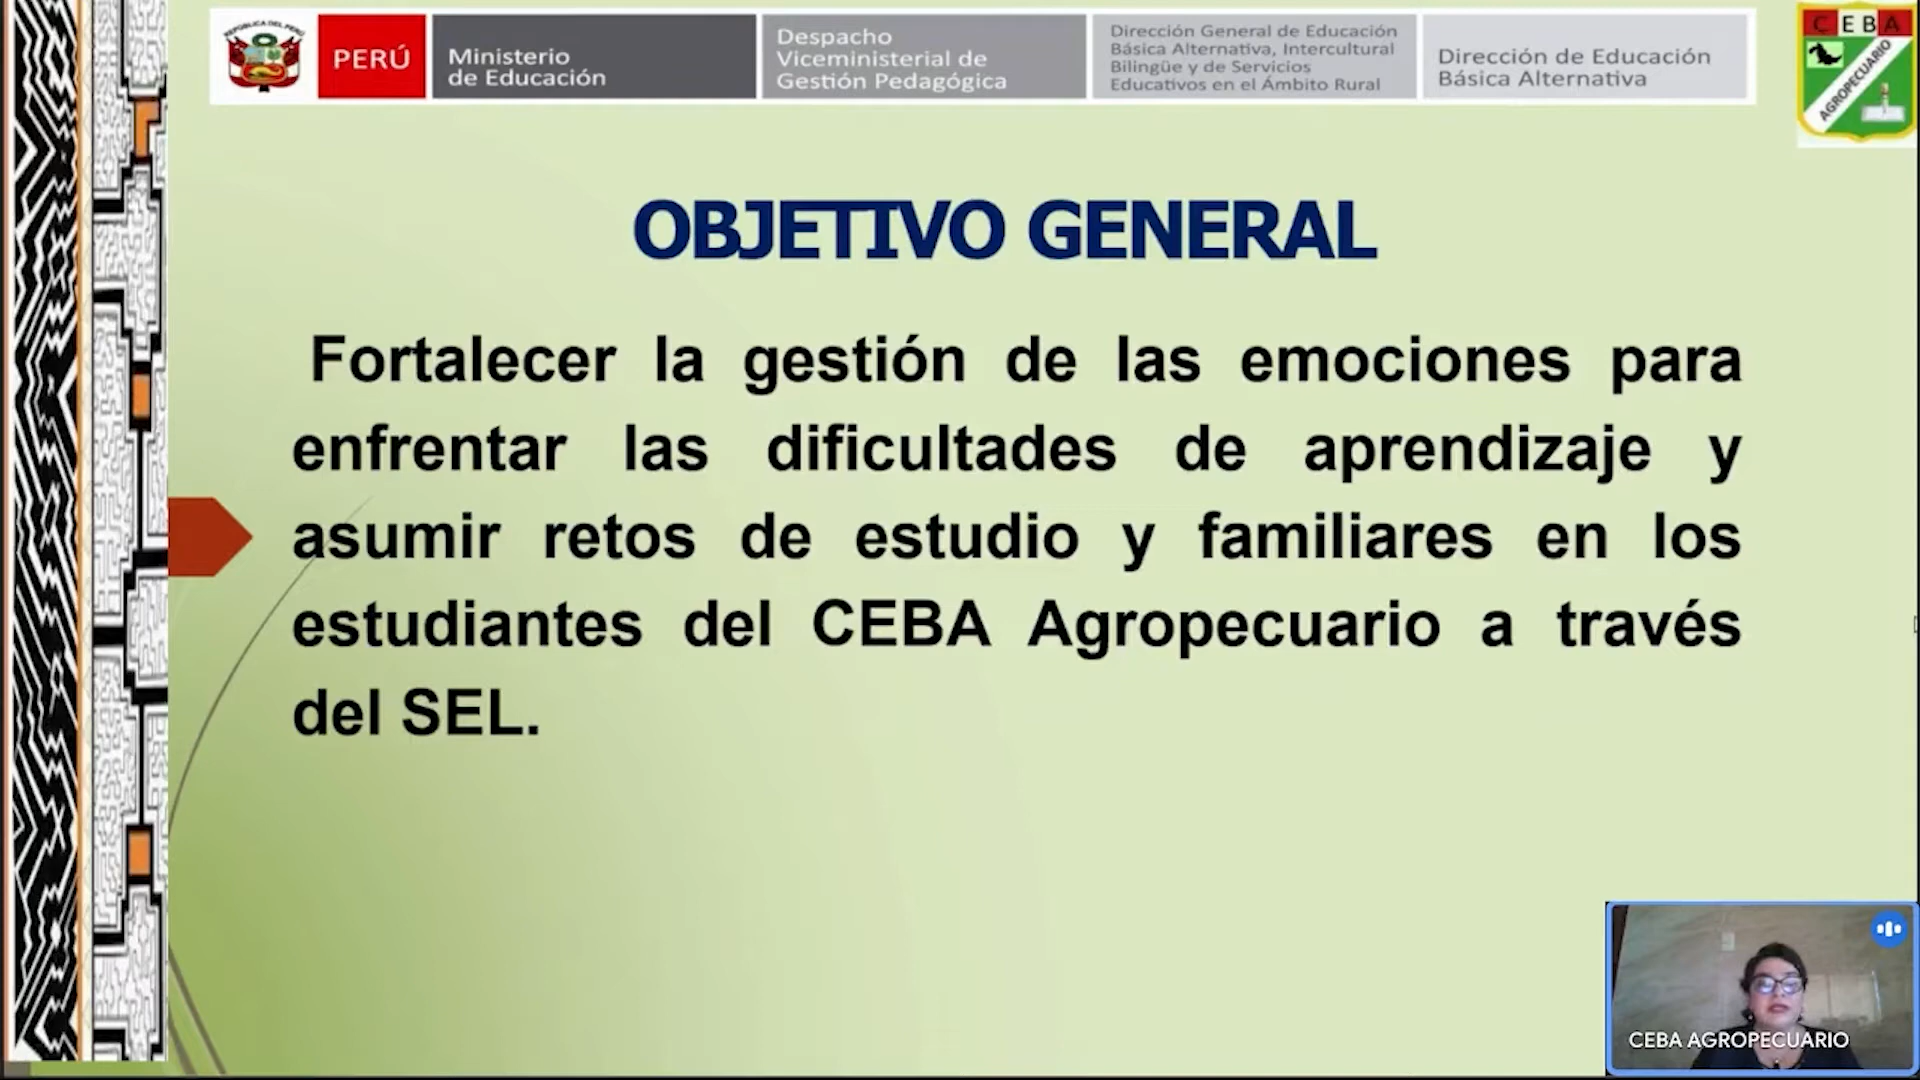 REPUBLICA DEL PERÚ
PERÚ
Ministerio
de Educación
Despacho
Viceministerial de
Gestión Pedagógica
Dirección General de Educación
Básica Alternativa, Intercultural
Bilingüe y de Servicios
Educativos en el Ámbito Rural
Dirección de Educación
Básica Alternativa
CEBA
AGROPECUARIO
OBJETIVO GENERAL
Fortalecer la gestión de las emociones para
enfrentar las dificultades de aprendizaje y
asumir retos de estudio y familiares en los
estudiantes del CEBA Agropecuario a través
del SEL.
CEBA AGROPECUARIO